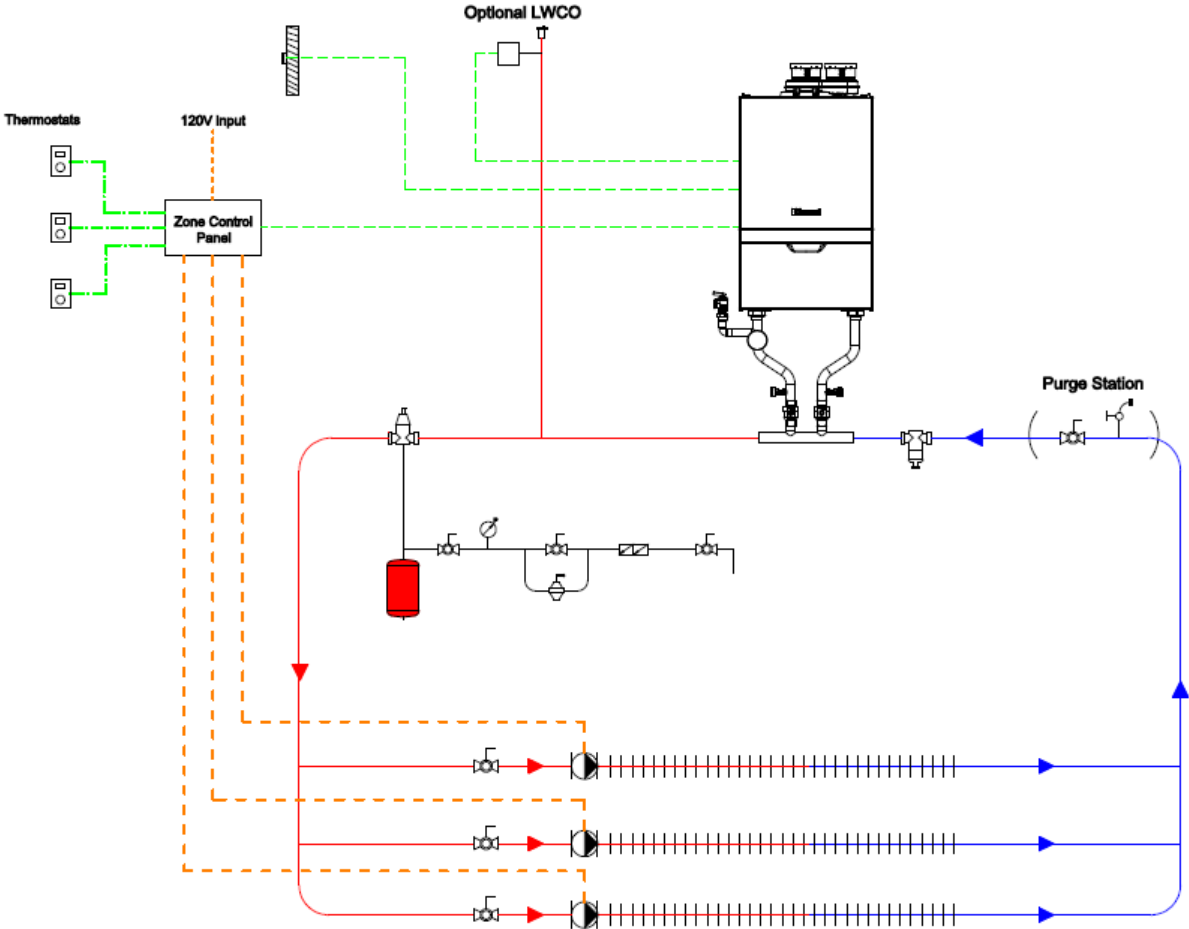 Optional LWCO
Thermostats
120V Input
Zone Control
Panel
Purge Station